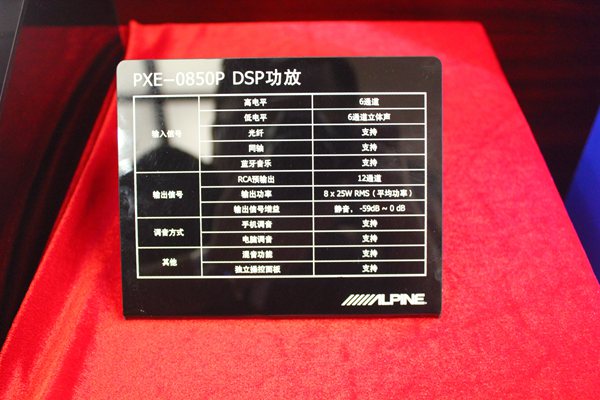 PXE-0850P DSP功放
输入信号 高电平 6通道
低电平 6通道立体声
光纤 支持
同轴 支持
蓝牙音乐 支持
输出信号 RCA预输出 12通道
输出功率 8 x 25W RMS（平均功率）
输出信号增益 静音、-59dB ~ 0 dB
调音方式 手机调音 支持
电脑调音 支持
其他 混音功能 支持
独立操控面板 支持
ALPINE